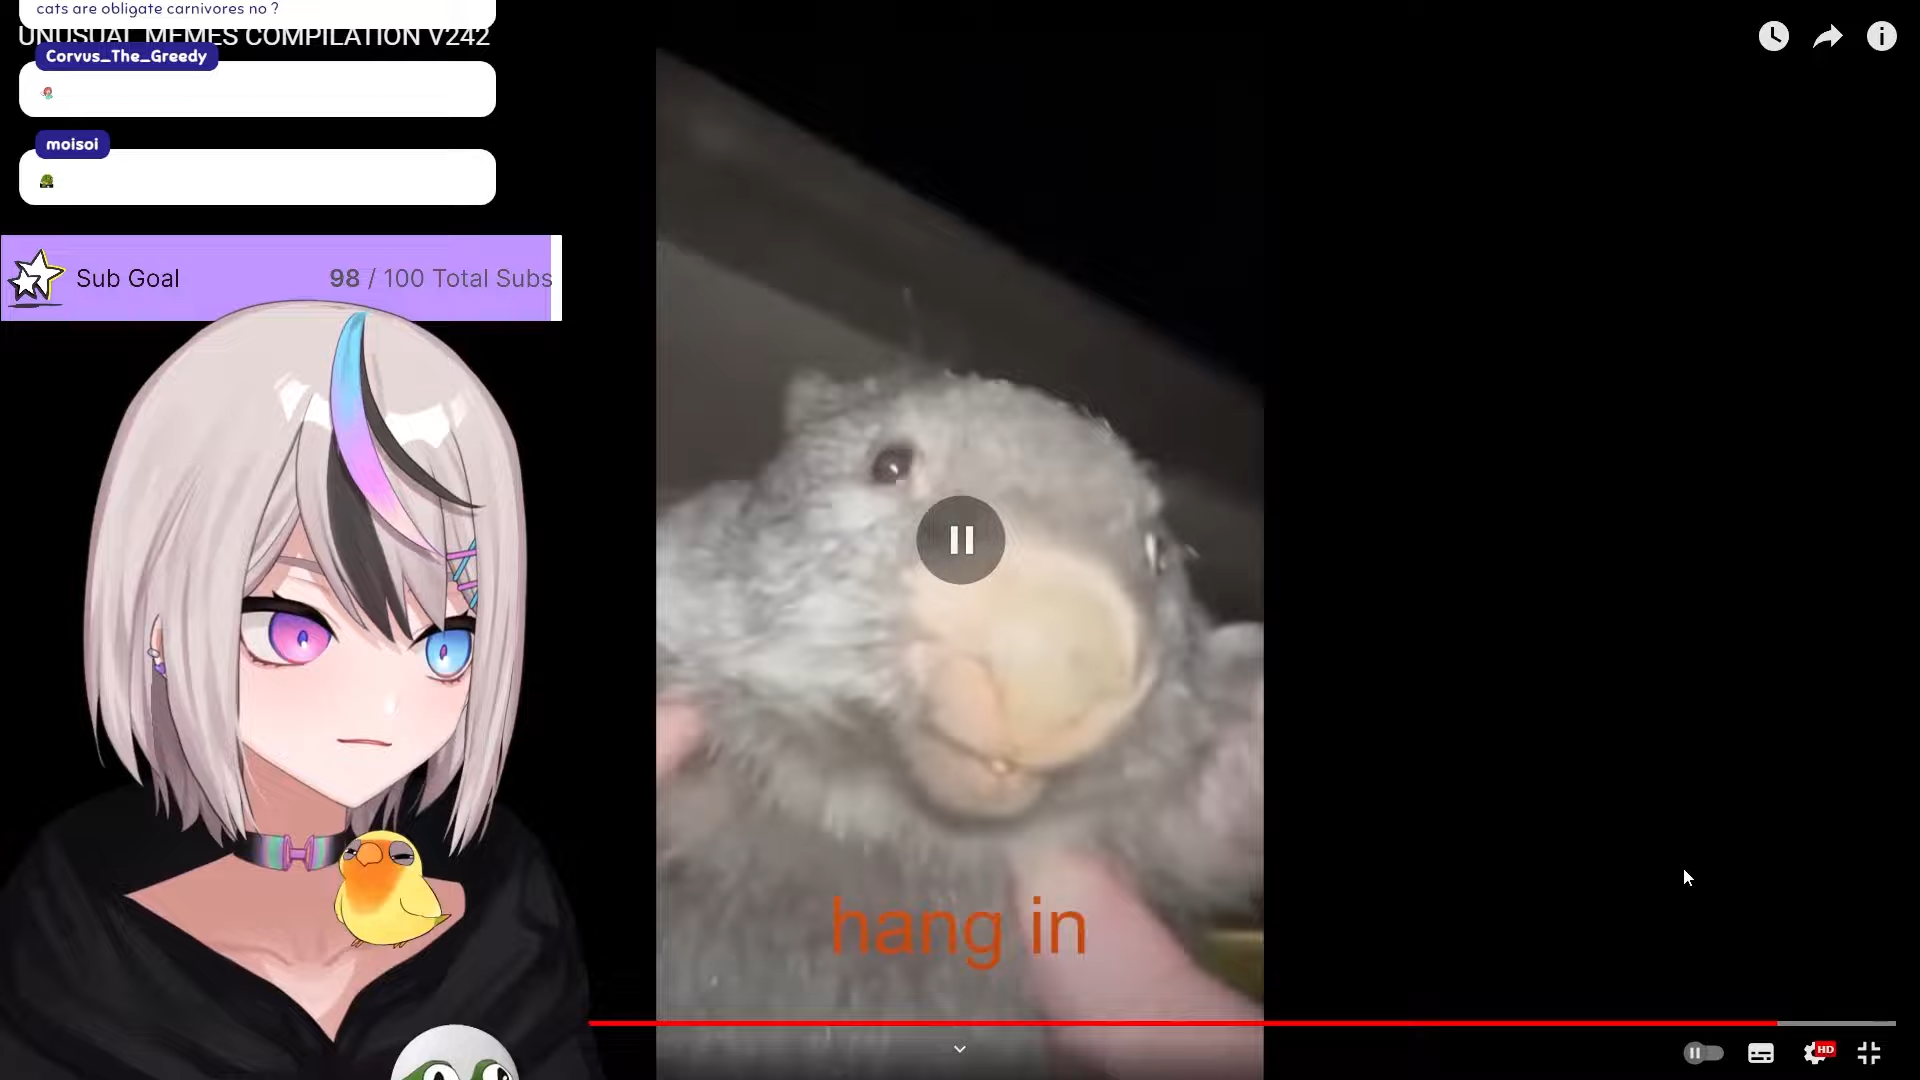 cats are obligate carnivores no ?
UNUSUAL MEMES COMPILATION V242
Corvus_The_Greedy
moisoi
Sub Goal
98 / 100 Total Subs
hang in
HD